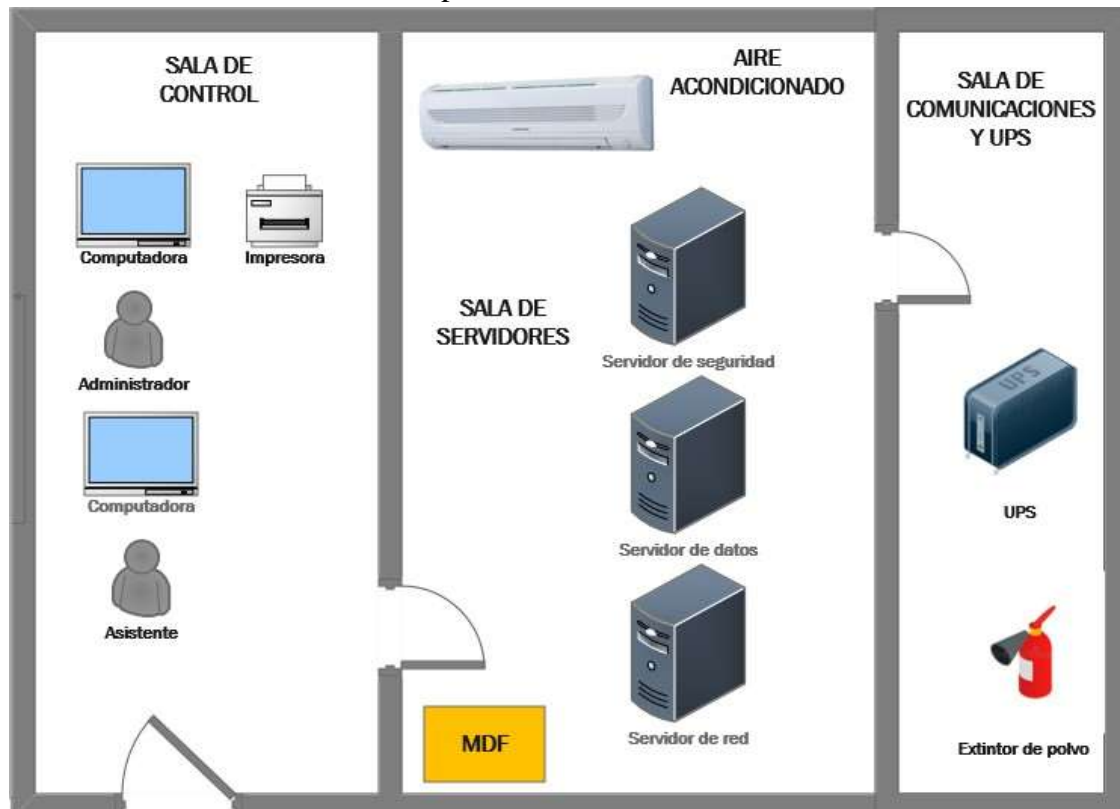 SALA DE
CONTROL
Computadora
Impresora
Administrador
Computadora
Asistente
AIRE
ACONDICIONADO
SALA DE
SERVIDORES
Servidor de seguridad
Servidor de datos
Servidor de red
MDF
SALA DE
COMUNICACIONES
Y UPS
UPS
UPS
Extintor de polvo